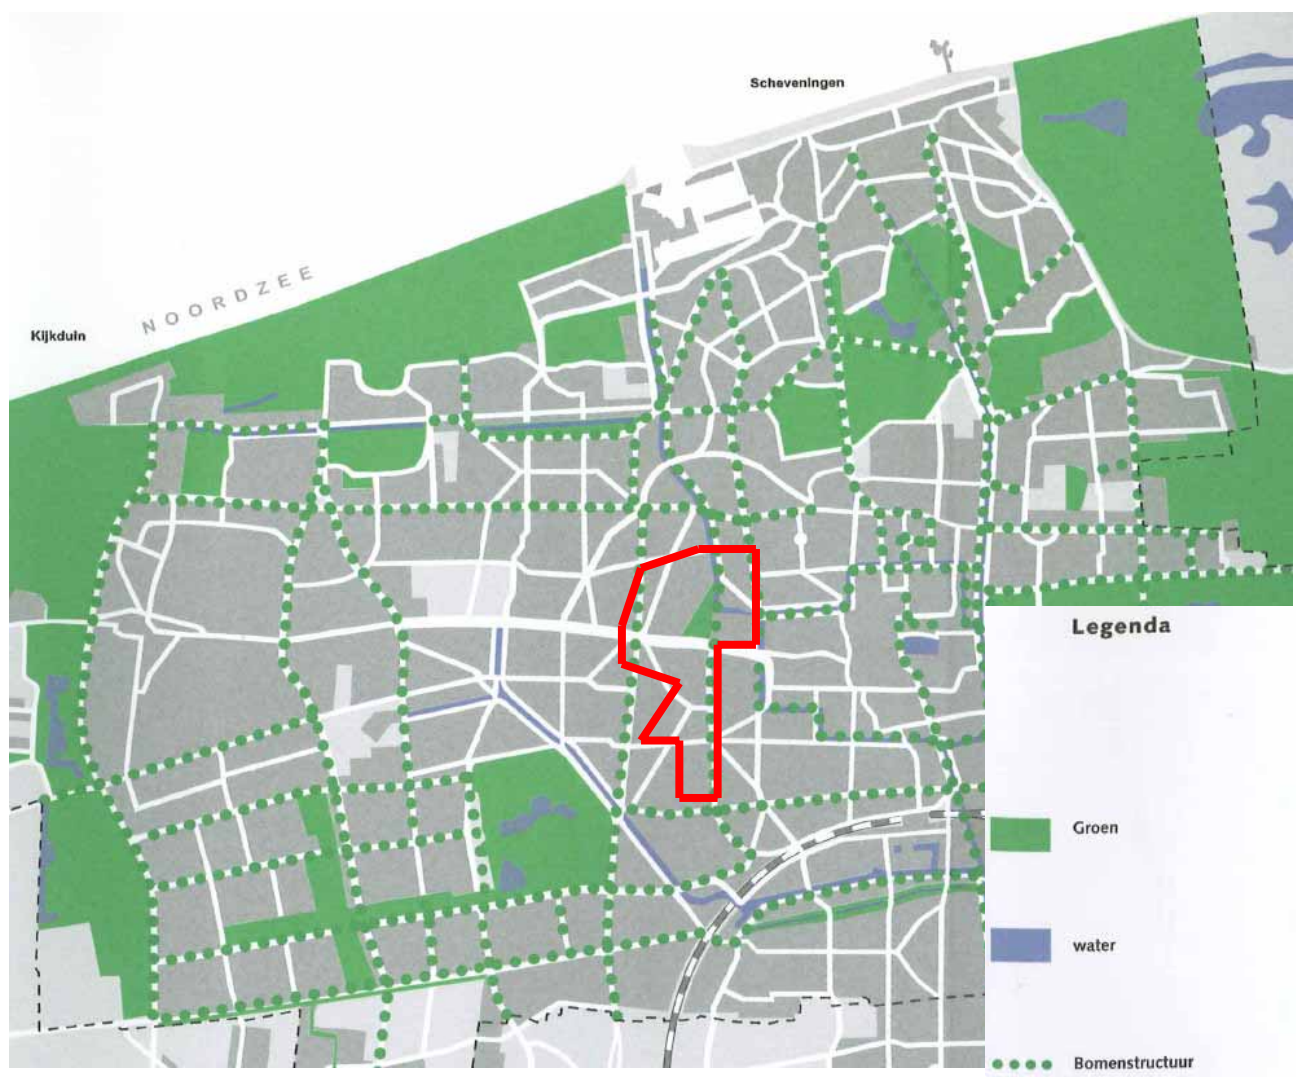 Scheveningen
NOORDZEE
Kijkduin
Legenda
Groen
water
Bomenstructuur